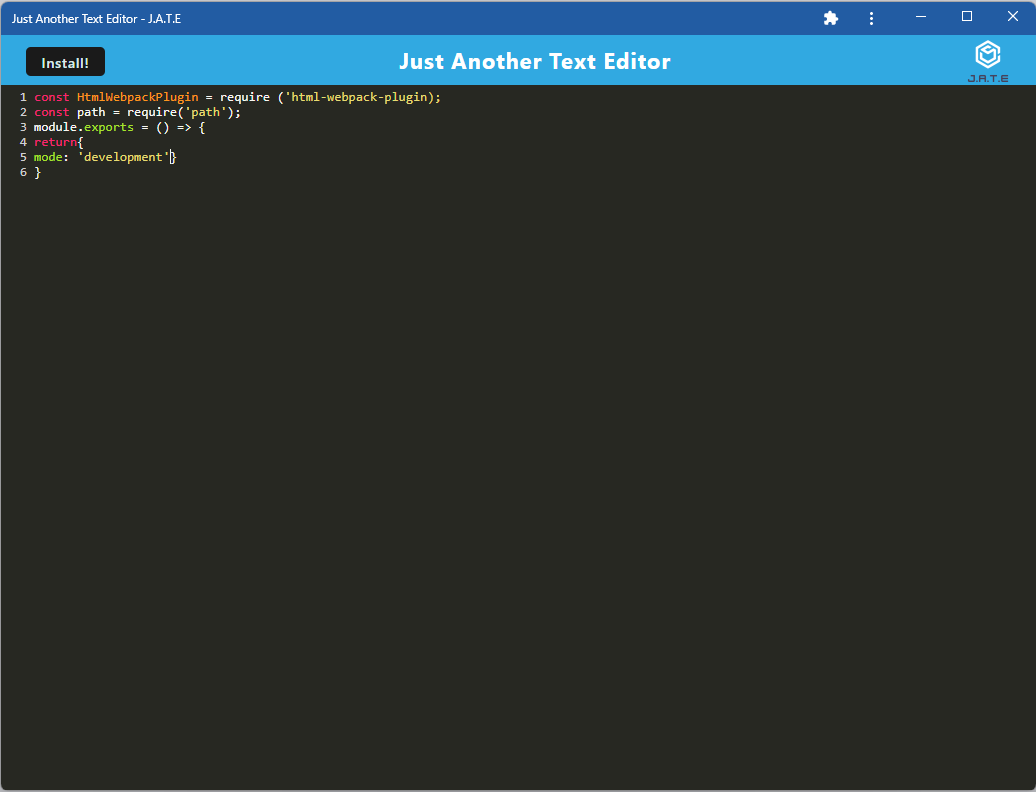 Just Another Text Editor - J.A.T.E
Install!
Just Another Text Editor
J.A.T.E
1 const HtmlWebpackPlugin = require ('html-webpack-plugin);
2 const path = require('path');
3 module.exports = () => {
4 return{
5 mode: 'development'}
6 }